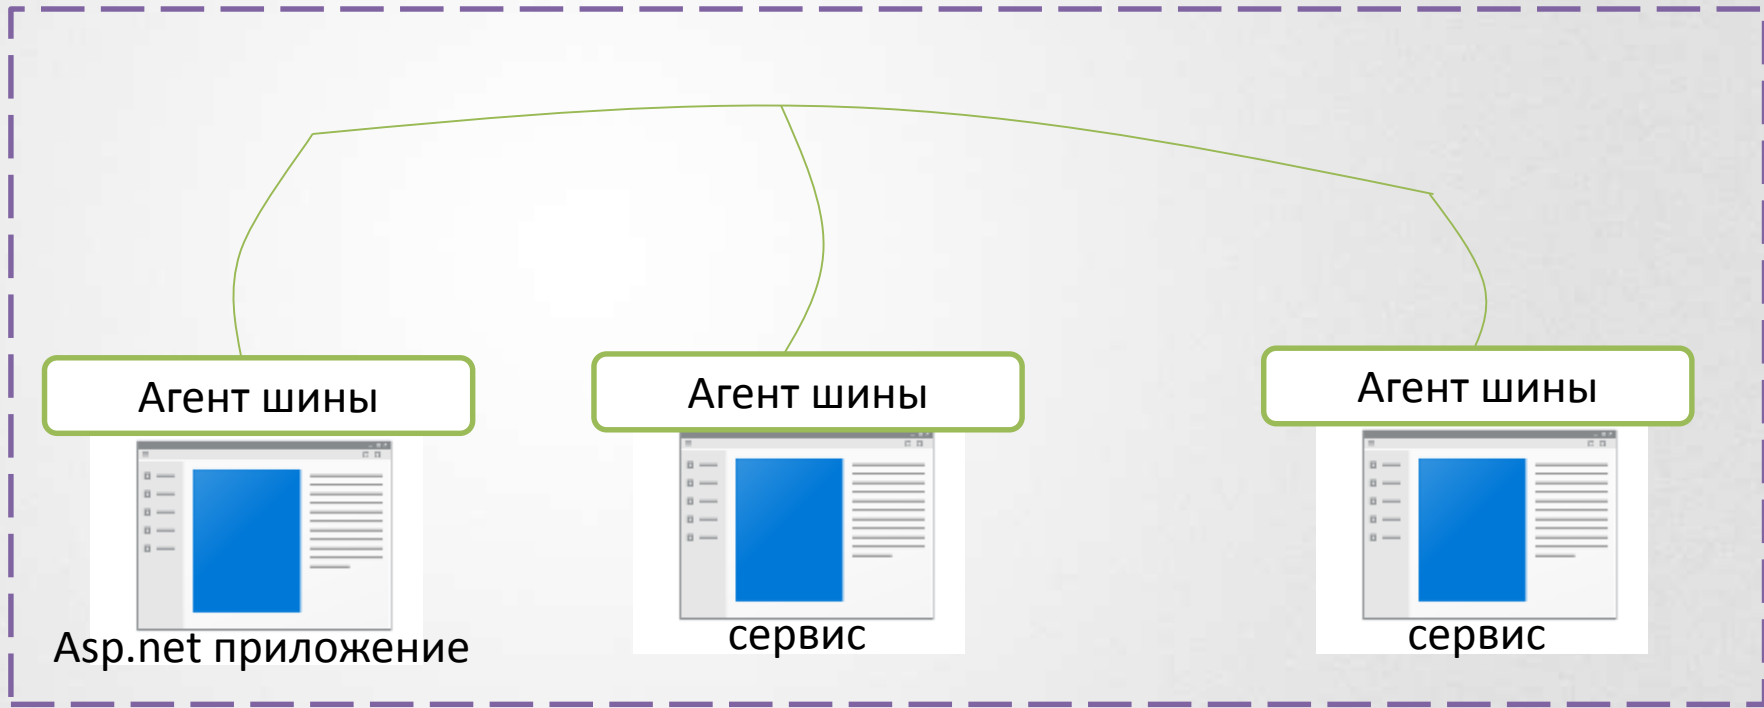 Агент шины
Агент шины
Агент шины
Asp.net приложение
сервис
сервис